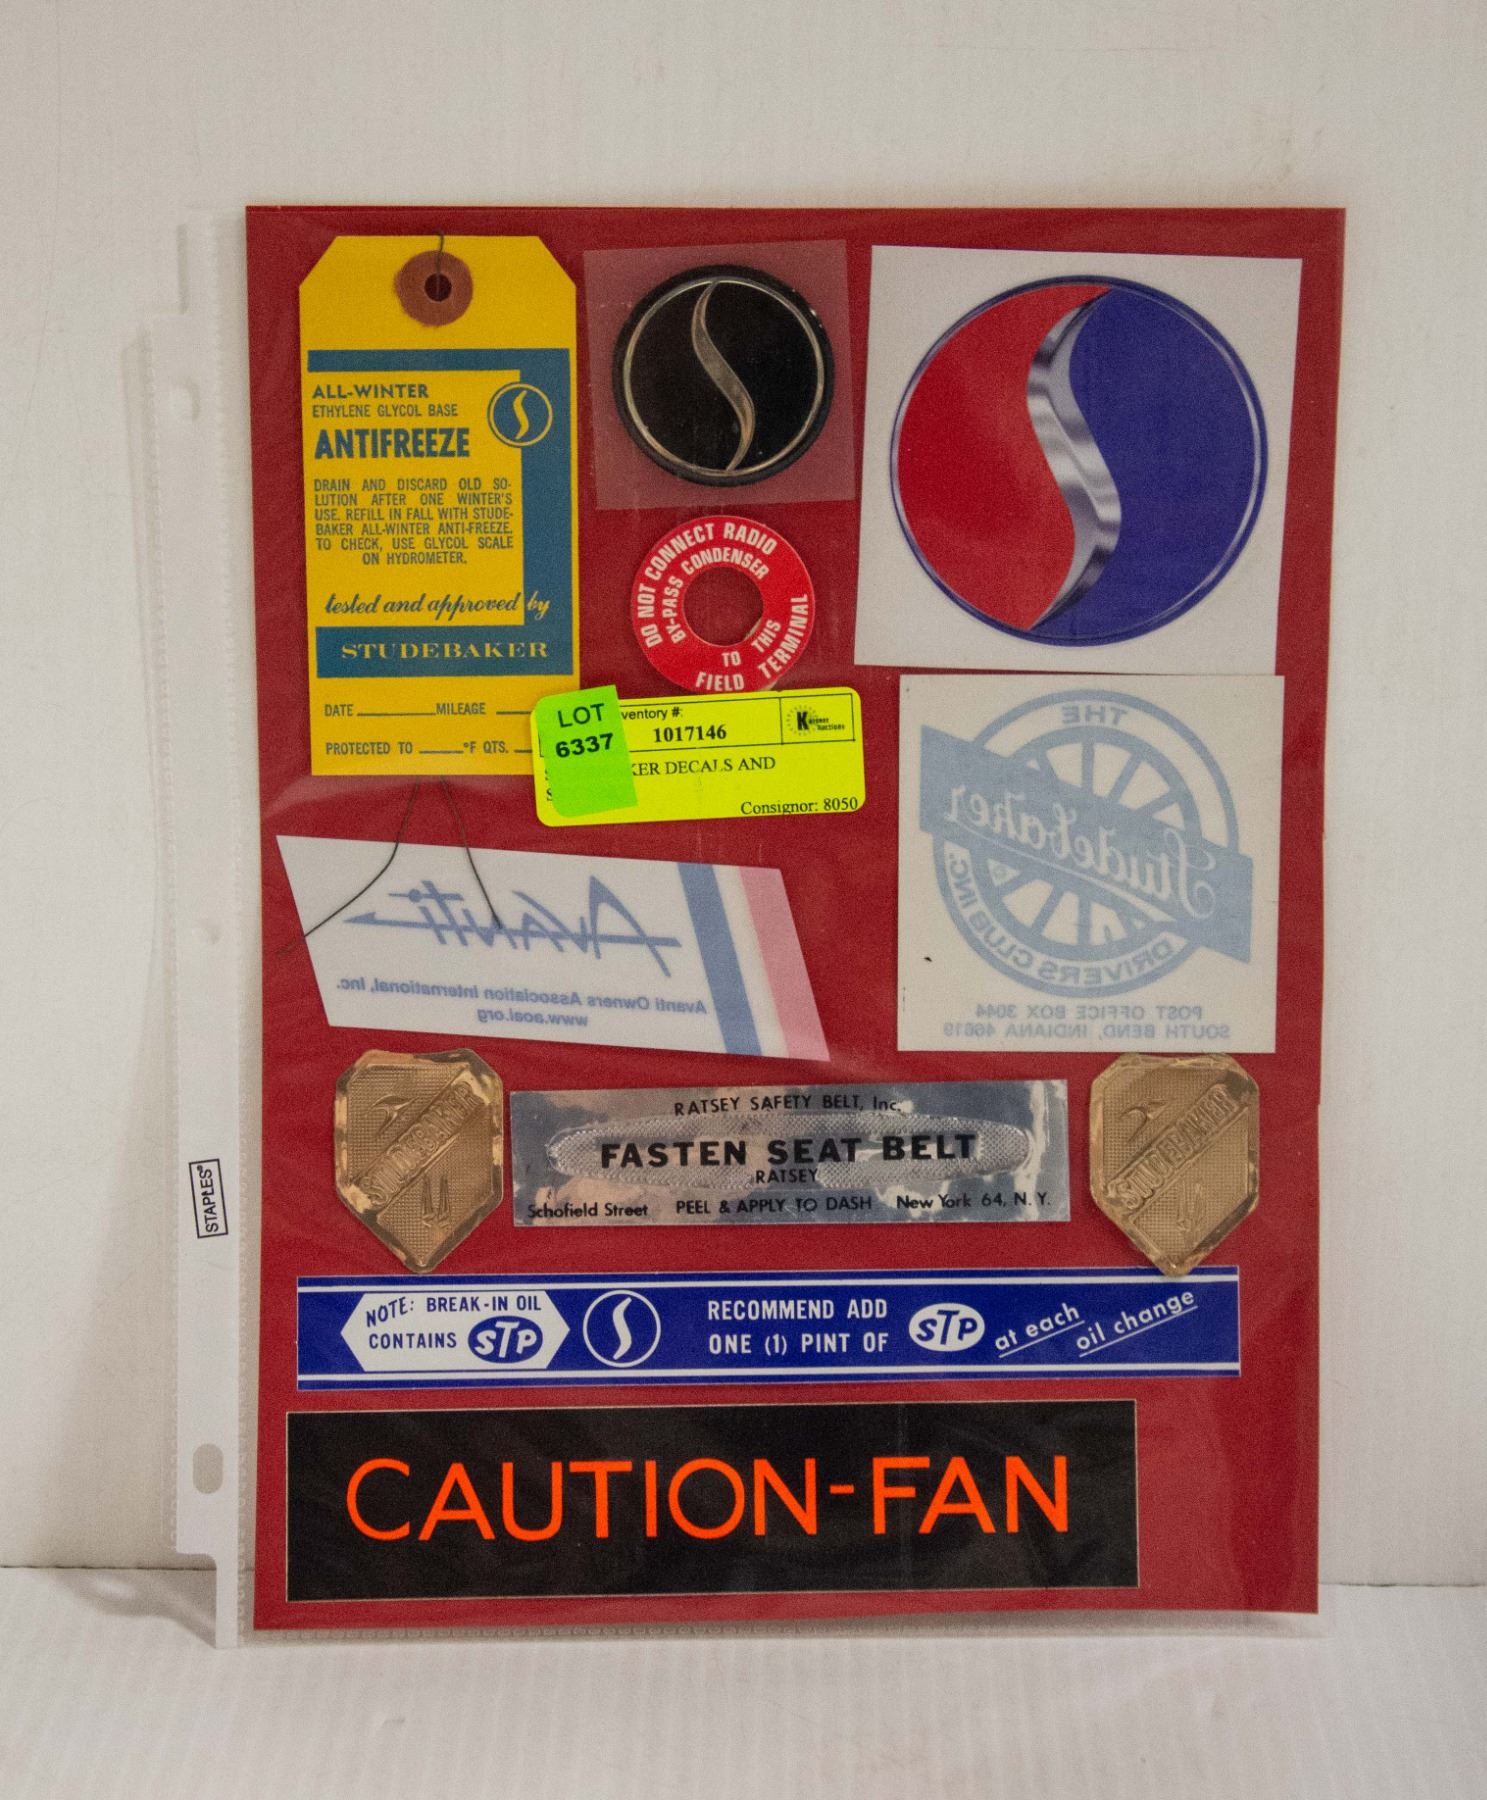 ALL-WINTER
ETHYLENE GLYCOL BASE
ANTIFREEZE
DRAIN AND DISCARD OLD SO-
LUTION AFTER ONE WINTER'S
USE. REFILL IN FALL WITH STUDE-
BAKER ALL-WINTER ANTI-FREEZE.
TO CHECK, USE GLYCOL SCALE
ON HYDROMETER.
tested and approved by
STUDEBAKER
DATE MILEAGE
PROTECTED TO °F QTS.
DO NOT CONNECT RADIO
BY-PASS CONDENSER
TO THIS
FIELD TERMINAL
LOT
6337
ventory #:
1017146
Auctions
KER DECALS AND
Consignor: 8050
THE
Studebaker
DRIVERS CLUB INC
POST OFFICE BOX 3044
SOUTH BEND, INDIANA 46619
AVANTI
Avanti Owners Association International, Inc.
www.aoai.org
STUDEBAKER
RATSEY SAFETY BELT, Inc.
FASTEN SEAT BELT
RATSEY
Schofield Street PEEL & APPLY TO DASH New York 64, N.Y.
STUDEBAKER
STAPLES
NOTE: BREAK-IN OIL
CONTAINS STP
RECOMMEND ADD
ONE (1) PINT OF STP
at each
oil change
CAUTION-FAN